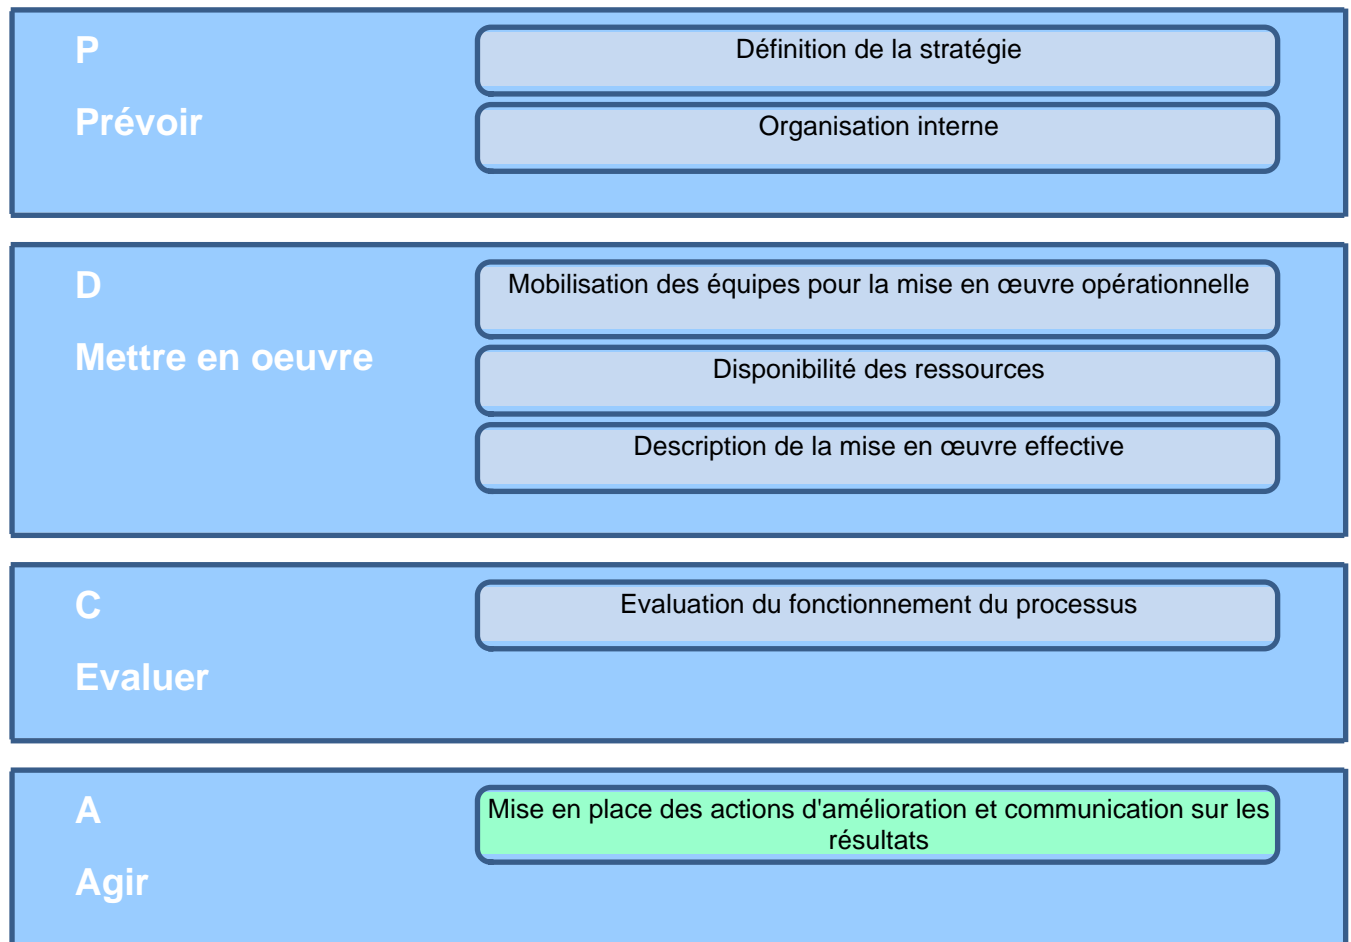 P
Prévoir
Définition de la stratégie
Organisation interne
D
Mettre en oeuvre
Mobilisation des équipes pour la mise en œuvre opérationnelle
Disponibilité des ressources
Description de la mise en œuvre effective
C
Evaluer
Evaluation du fonctionnement du processus
A
Agir
Mise en place des actions d'amélioration et communication sur les
résultats